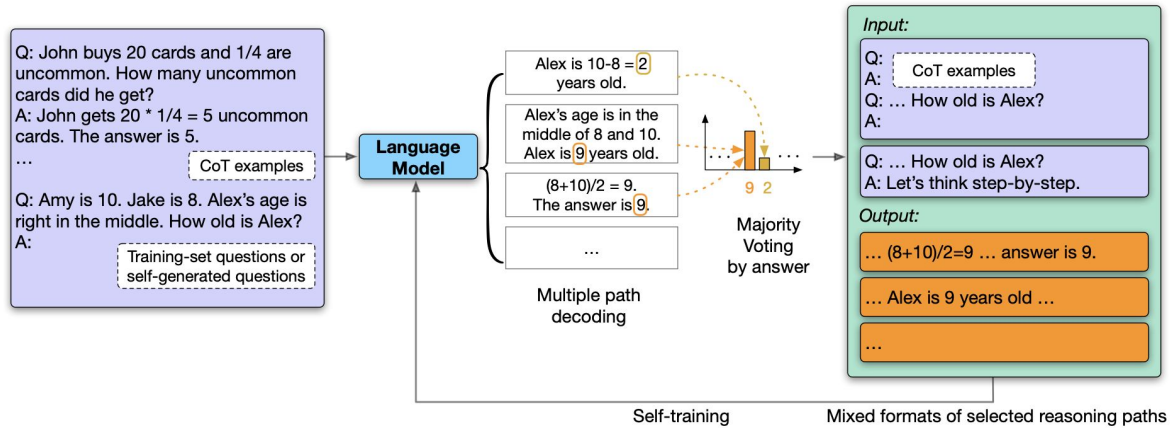 Q: John buys 20 cards and 1/4 are
uncommon. How many uncommon
cards did he get?
A: John gets 20 * 1/4 = 5 uncommon
cards. The answer is 5.
...
CoT examples
Q: Amy is 10. Jake is 8. Alex's age is
right in the middle. How old is Alex?
A:
Training-set questions or
self-generated questions
Language
Model
Alex is 10-8 = 2
years old.
Alex's age is in the
middle of 8 and 10.
Alex is 9 years old.
(8+10)/2 = 9.
The answer is 9.
...
Multiple path
decoding
... ...
9 2
Majority
Voting
by answer
Input:
Q:
A:
CoT examples
Q: ... How old is Alex?
A:
Q: ... How old is Alex?
A: Let's think step-by-step.
Output:
... (8+10)/2=9 ... answer is 9.
... Alex is 9 years old ...
...
Self-training
Mixed formats of selected reasoning paths